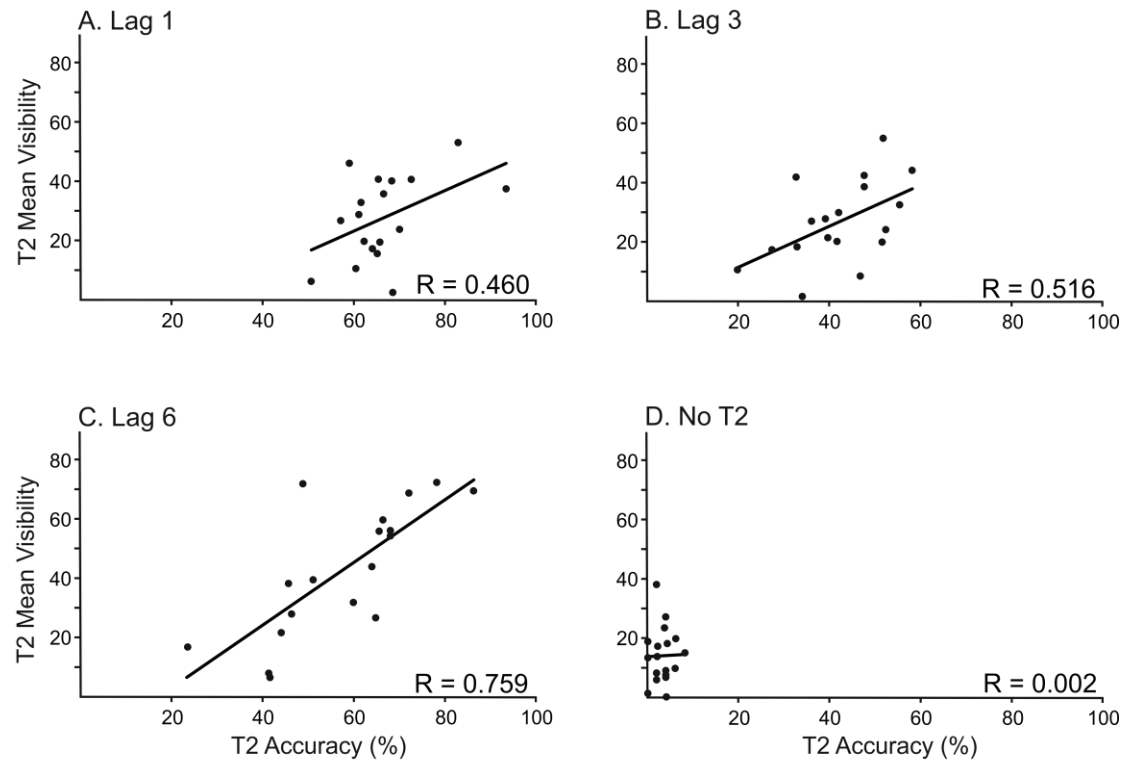 A. Lag 1
T2 Mean Visibility
80
60
40
20
20 40 60 80 100
R = 0.460
B. Lag 3
80
60
40
20
20 40 60 80 100
R = 0.516
C. Lag 6
T2 Mean Visibility
80
60
40
20
20 40 60 80 100
R = 0.759
T2 Accuracy (%)
D. No T2
80
60
40
20
20 40 60 80 100
R = 0.002
T2 Accuracy (%)